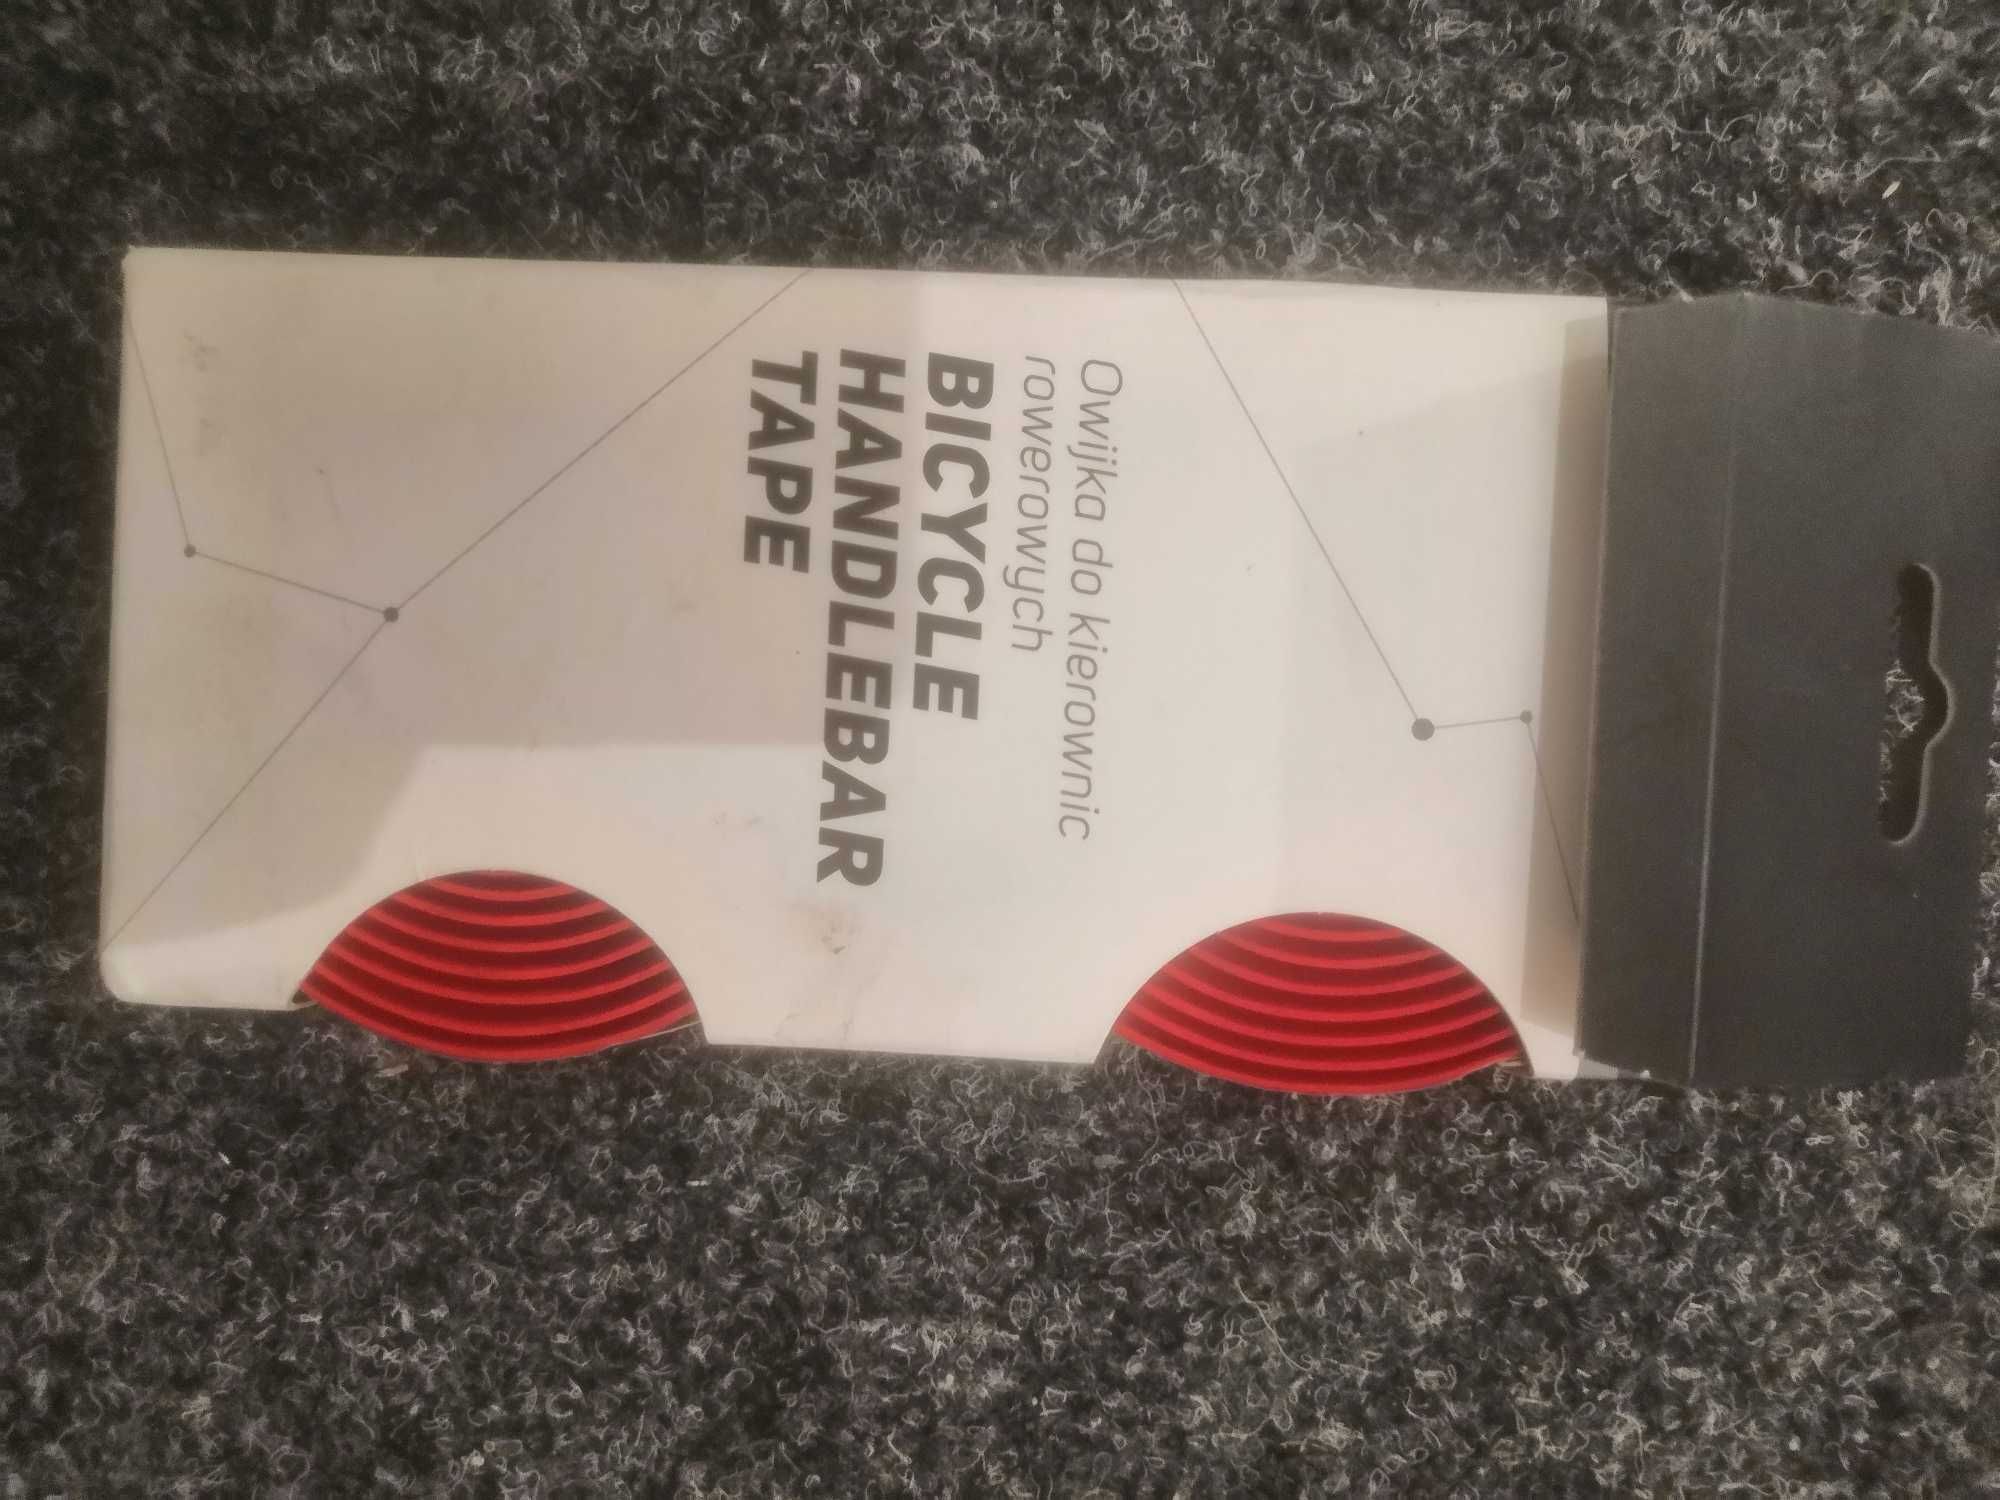 Owijka do kierownic
rowerowych
BICYCLE
HANDLEBAR
TAPE